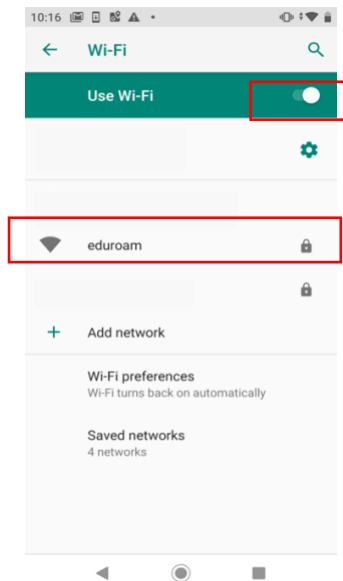 10:16
Wi-Fi
Use Wi-Fi
eduroam
Add network
Wi-Fi preferences
Wi-Fi turns back on automatically
Saved networks
4 networks